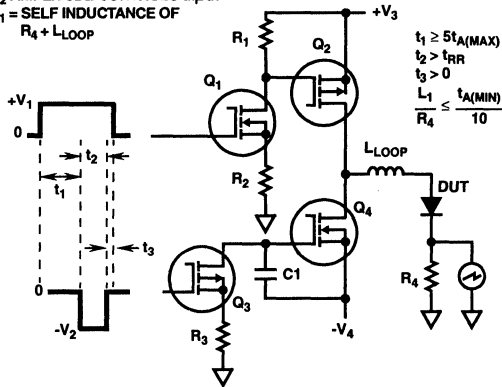 1 = SELF INDUCTANCE OF
R4 + LLOOP
+V3
R1
Q2
t1 ≥ 5tA(MAX)
t2 > tRR
t3 > 0
L1/R4 ≤ tA(MIN)/10
Q1
+V1
0
t2
t1
t3
R2
LLOOP
DUT
Q4
C1
R4
0
-V2
Q3
R3
-V4